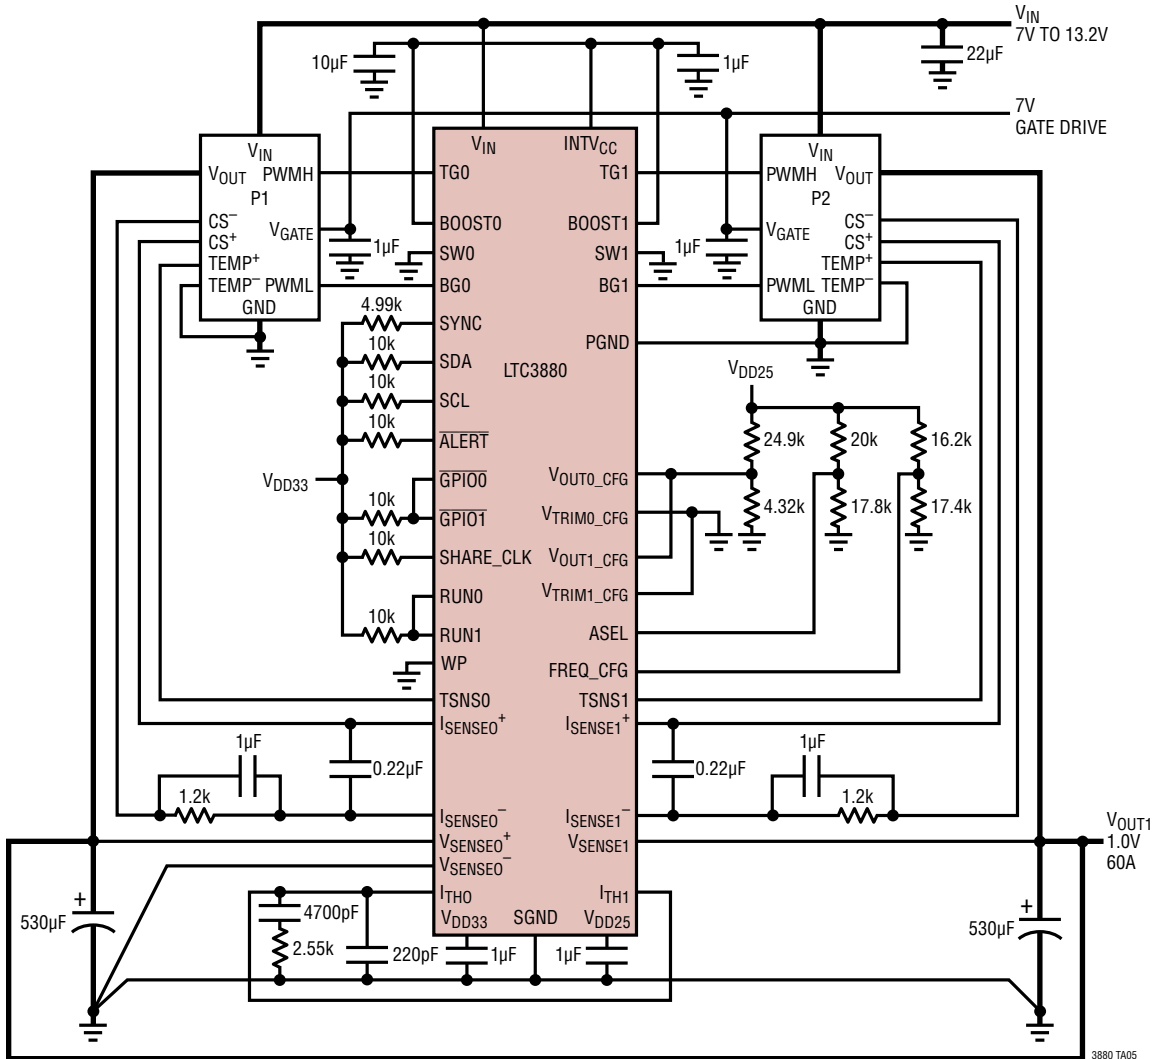 VIN
7V TO 13.2V
10µF
1µF
22µF
7V
GATE DRIVE
VIN
VOUT PWMH
P1
CS−
CS+
VGATE
TEMP+
TEMP− PWML
GND
1µF
VIN
INTVCC
TG0
TG1
BOOST0
BOOST1
SW0
SW1
BG0
BG1
1µF
VIN
PWMH VOUT
P2
CS−
VGATE
CS+
TEMP+
PWML TEMP−
GND
4.99k
SYNC
PGND
10k
SDA
LTC3880
10k
SCL
10k
ALERT
VDD33
GPIO0
10k
GPIO1
10k
SHARE_CLK
RUN0
10k
RUN1
WP
VDD25
24.9k
20k
16.2k
VOUT0_CFG
4.32k
17.8k
17.4k
VTRIM0_CFG
VOUT1_CFG
VTRIM1_CFG
ASEL
FREQ_CFG
TSNS0
TSNS1
ISENSE0+
ISENSE1+
1µF
0.22µF
0.22µF
1µF
1.2k
1.2k
ISENSE0−
ISENSE1−
VSENSE0+
VSENSE1
VSENSE0−
VOUT1
1.0V
60A
ITH0
ITH1
4700pF
VDD33
SGND
VDD25
+
530µF
2.55k
220pF
1µF
1µF
+
530µF
3880 TA05